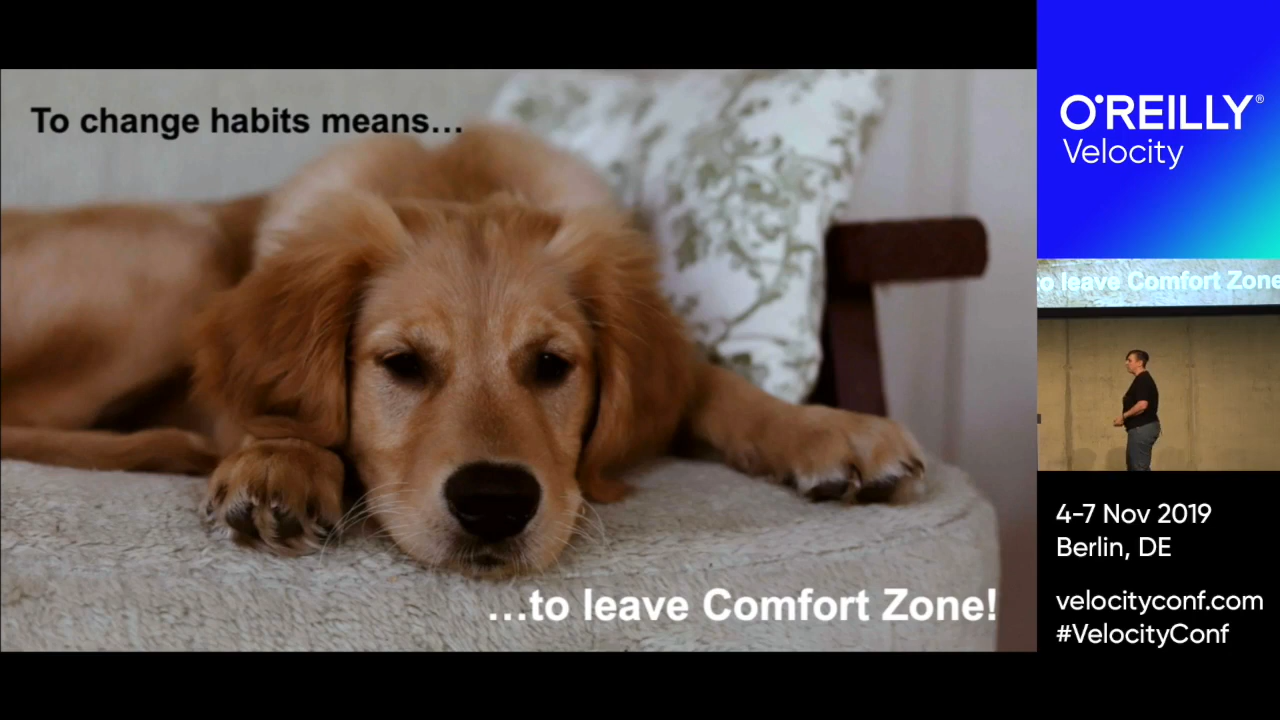 To change habits means…
…to leave Comfort Zone!
O'REILLY®
Velocity
to leave Comfort Zone
4-7 Nov 2019
Berlin, DE
velocityconf.com
#VelocityConf